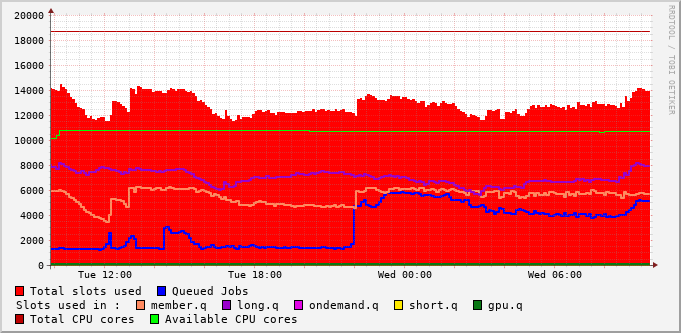 20000
18000
16000
14000
12000
10000
8000
6000
4000
2000
0
Tue 12:00 Tue 18:00 Wed 00:00 Wed 06:00
RRDTOOL / TOBI OETIKER
Total slots used Queued Jobs
Slots used in : member.q long.q ondemand.q short.q gpu.q
Total CPU cores Available CPU cores